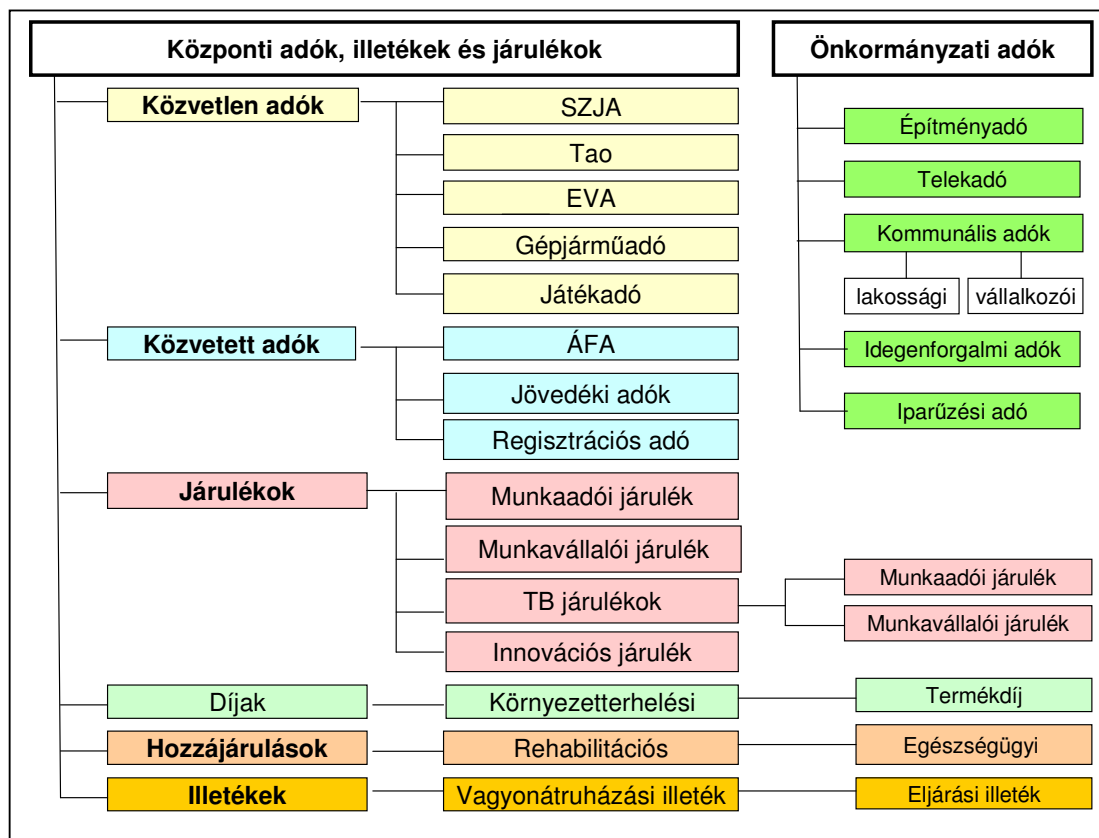 Központi adók, illetékek és járulékok
Önkormányzati adók
Közvetlen adók
SZJA
Tao
EVA
Gépjárműadó
Játékadó
Közvetett adók
ÁFA
Jövedéki adók
Regisztrációs adó
Járulékok
Munkaadói járulék
Munkavállalói járulék
TB járulékok
Munkaadói járulék
Munkavállalói járulék
Innovációs járulék
Díjak
Környezetterhelési
Termékdíj
Hozzájárulások
Rehabilitációs
Egészségügyi
Illetékek
Vagyonátruházási illeték
Eljárási illeték
Építményadó
Telekadó
Kommunális adók
lakossági
vállalkozói
Idegenforgalmi adók
Iparűzési adó